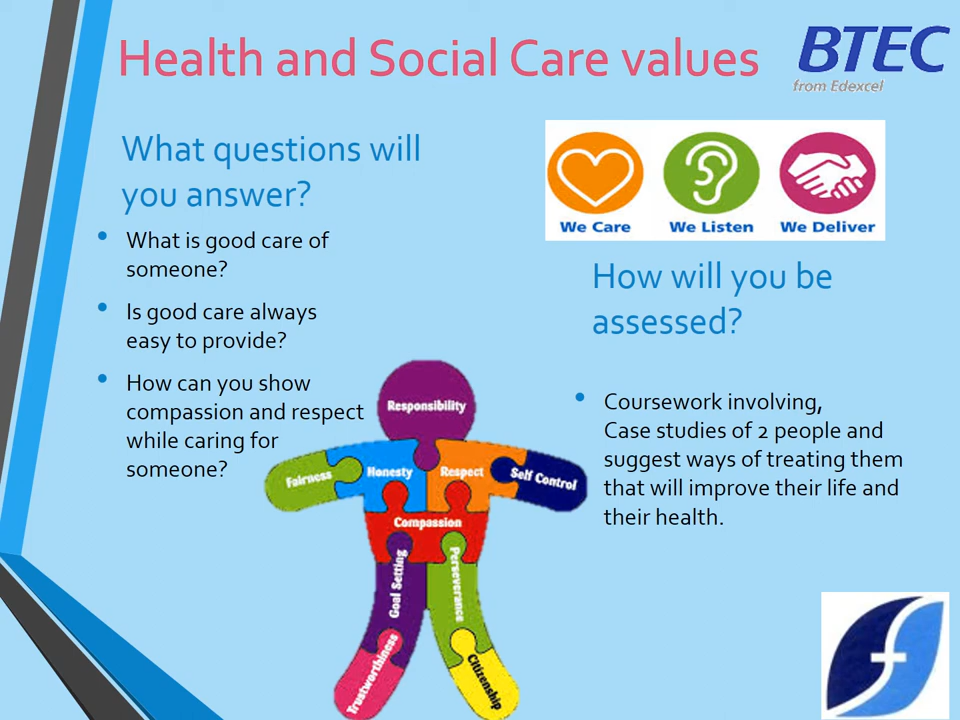 Health and Social Care values
BTEC
from Edexcel
What questions will
you answer?
• What is good care of
someone?
• Is good care always
easy to provide?
• How can you show
compassion and respect
while caring for
someone?
We Care We Listen We Deliver
How will you be
assessed?
• Coursework involving,
Case studies of 2 people and
suggest ways of treating them
that will improve their life and
their health.
Responsibility
Fairness Honesty Respect Self Control
Compassion
Goal Setting Perseverance
Trustworthiness Citizenship